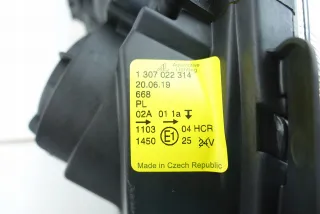 1 307 022 314
20.06.19
668
PL
02A 01 1a
1103 E1 04 HCR
1450 25 24V
Made in Czech Republic